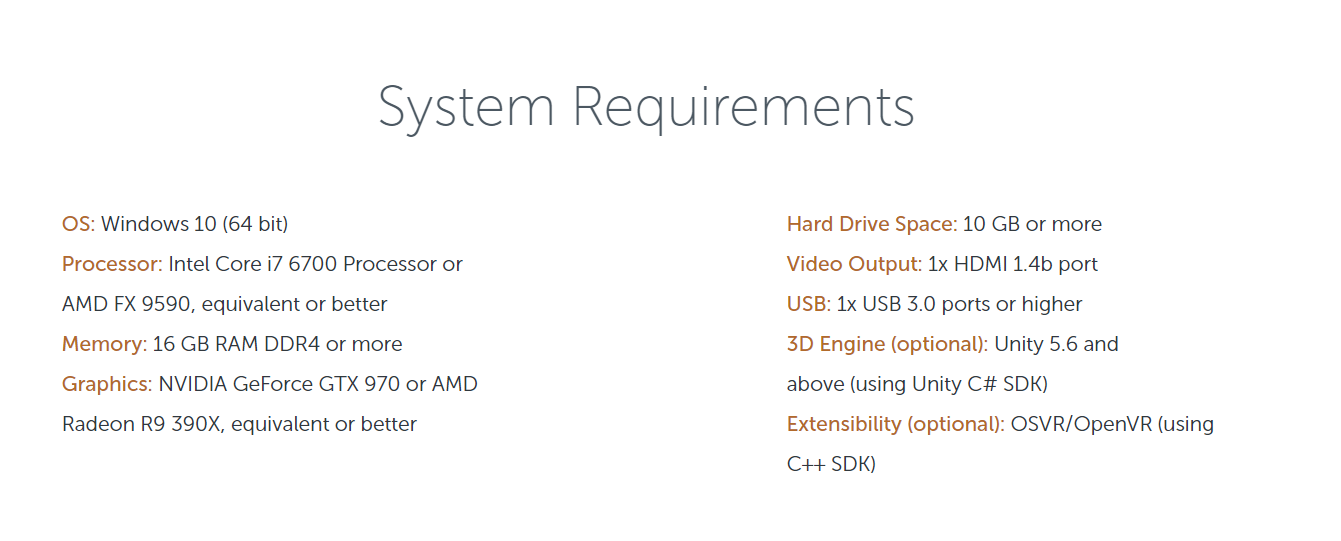 System Requirements
OS: Windows 10 (64 bit)
Processor: Intel Core i7 6700 Processor or
AMD FX 9590, equivalent or better
Memory: 16 GB RAM DDR4 or more
Graphics: NVIDIA GeForce GTX 970 or AMD
Radeon R9 390X, equivalent or better
Hard Drive Space: 10 GB or more
Video Output: 1x HDMI 1.4b port
USB: 1x USB 3.0 ports or higher
3D Engine (optional): Unity 5.6 and
above (using Unity C# SDK)
Extensibility (optional): OSVR/OpenVR (using
C++ SDK)